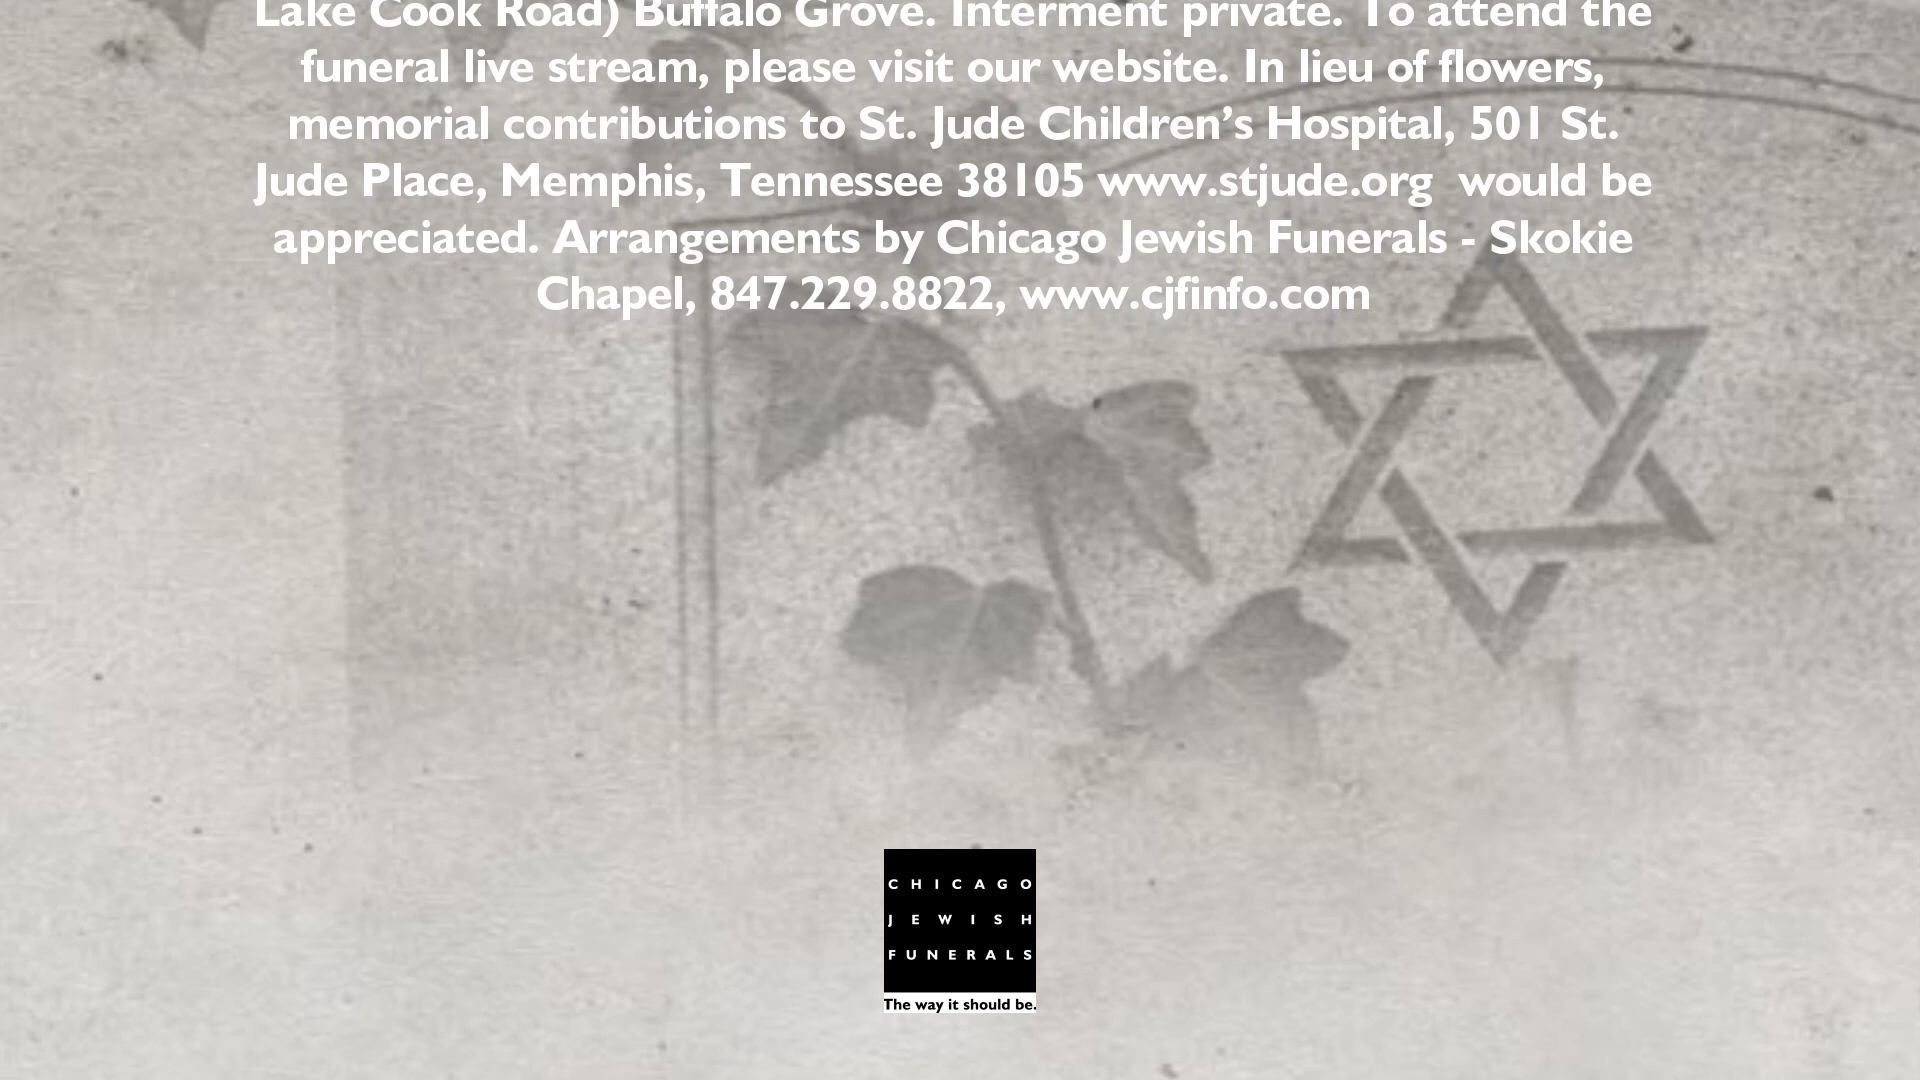 Lake Cook Road) Buffalo Grove. Interment private. To attend the
funeral live stream, please visit our website. In lieu of flowers,
memorial contributions to St. Jude Children’s Hospital, 501 St.
Jude Place, Memphis, Tennessee 38105 www.stjude.org  would be
appreciated. Arrangements by Chicago Jewish Funerals - Skokie
Chapel, 847.229.8822, www.cjfinfo.com
CHICAGO
JEWISH
FUNERALS
The way it should be.